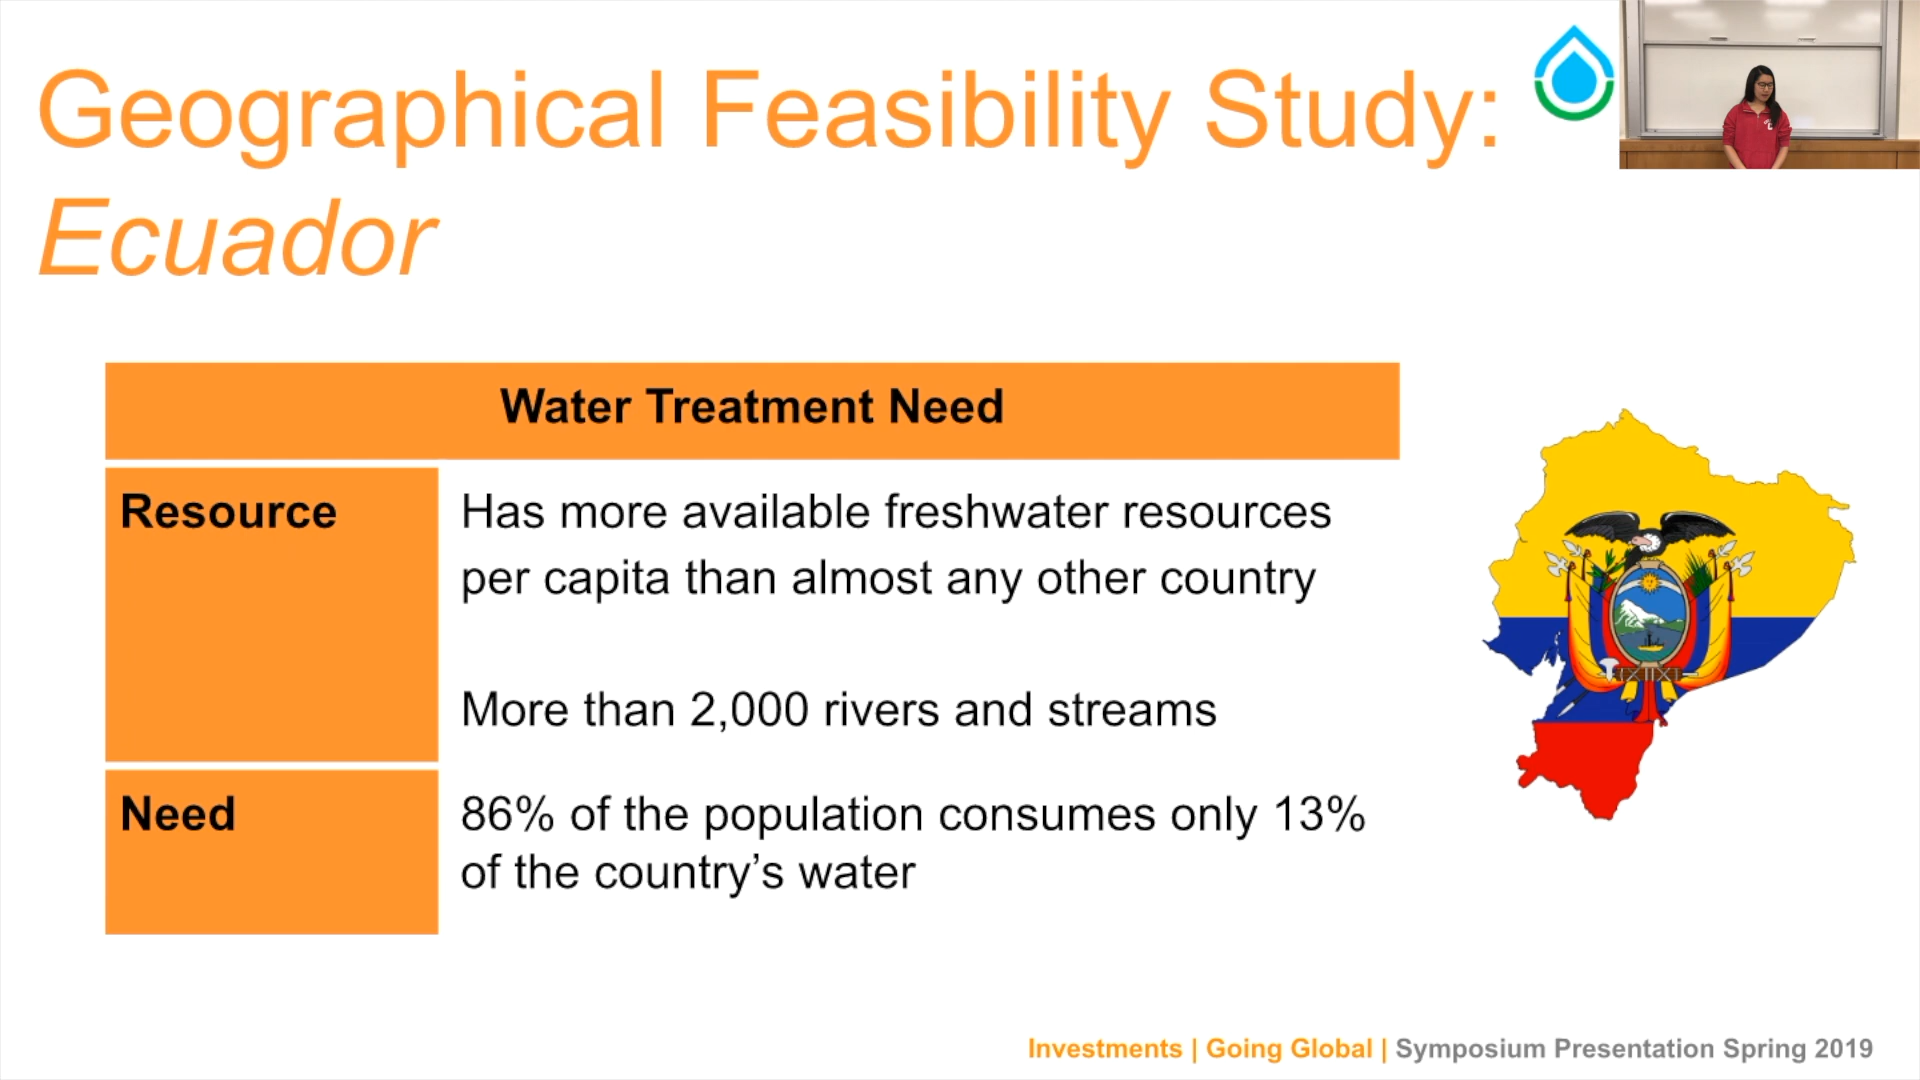 Geographical Feasibility Study:
Ecuador
Water Treatment Need
Resource
Has more available freshwater resources
per capita than almost any other country
More than 2,000 rivers and streams
Need
86% of the population consumes only 13%
of the country’s water
Investments | Going Global | Symposium Presentation Spring 2019